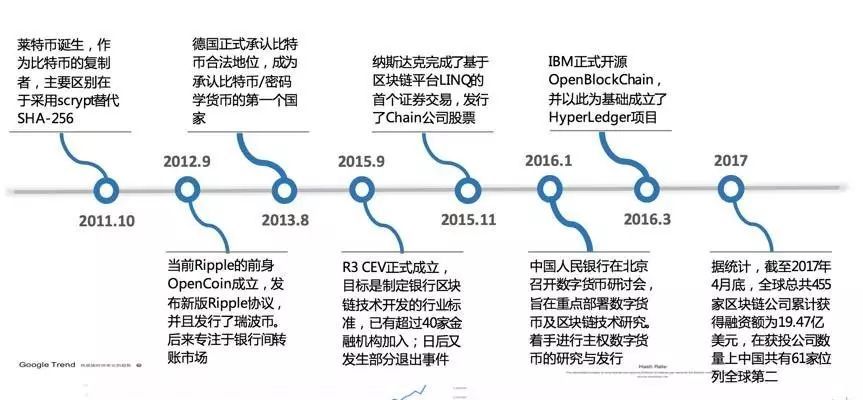 莱特币诞生，作
为比特币的复制
者，主要区别在
于采用scrypt替代
SHA-256
德国正式承认比特
币合法地位，成为
承认比特币/密码
学货币的第一个国
家
纳斯达克完成了基于
区块链平台LINQ的
首个证券交易，发行
了Chain公司股票
IBM正式开源
OpenBlockChain，
并以此为基础成立了
HyperLedger项目
2012.9
2015.9
2016.1
2017
2011.10
2013.8
2015.11
2016.3
当前Ripple的前身
OpenCoin成立，发
布新版Ripple协议，
并且发行了瑞波币。
后来专注于银行间转
账市场
R3 CEV正式成立，
目标是制定银行区块
链技术开发的行业标
准，已有超过40家金
融机构加入；日后又
发生部分退出事件
中国人民银行在北京
召开数字货币研讨会，
旨在重点部署数字货
币及区块链技术研究。
着手进行主权数字货
币的研究与发行
据统计，截至2017年
4月底，全球总共455
家区块链公司累计获
得融资额为19.47亿
美元，在获投公司数
量上中国共有61家位
列全球第二
Google Trend
Hash Rate